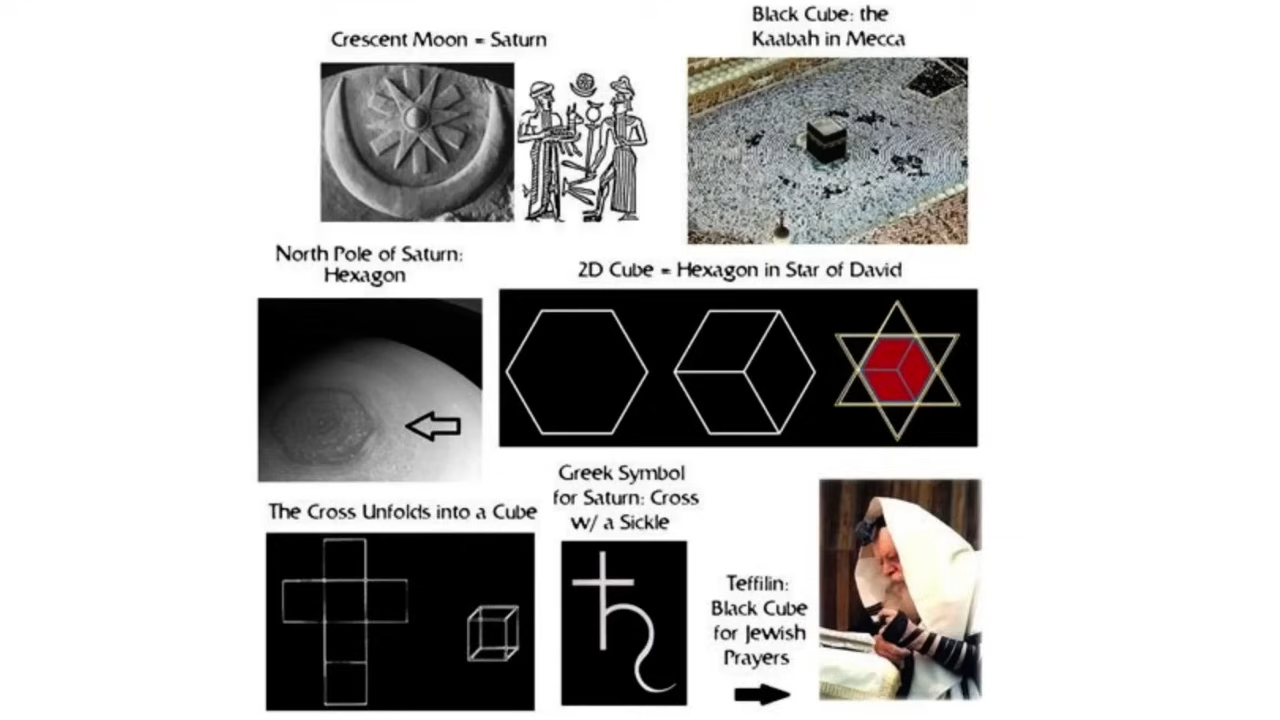 Crescent Moon = Saturn
Black Cube: the
Kaabah in Mecca
North Pole of Saturn:
Hexagon
2D Cube = Hexagon in Star of David
The Cross Unfolds into a Cube
Greek Symbol
for Saturn: Cross
w/ a Sickle
Teffilin:
Black Cube
for Jewish
Prayers